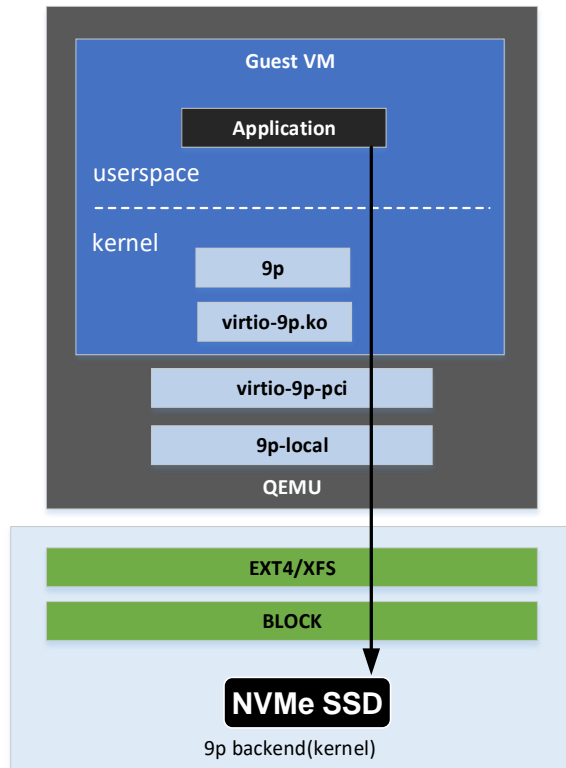 Guest VM
Application
userspace
kernel
9p
virtio-9p.ko
virtio-9p-pci
9p-local
QEMU
EXT4/XFS
BLOCK
NVMe SSD
9p backend(kernel)